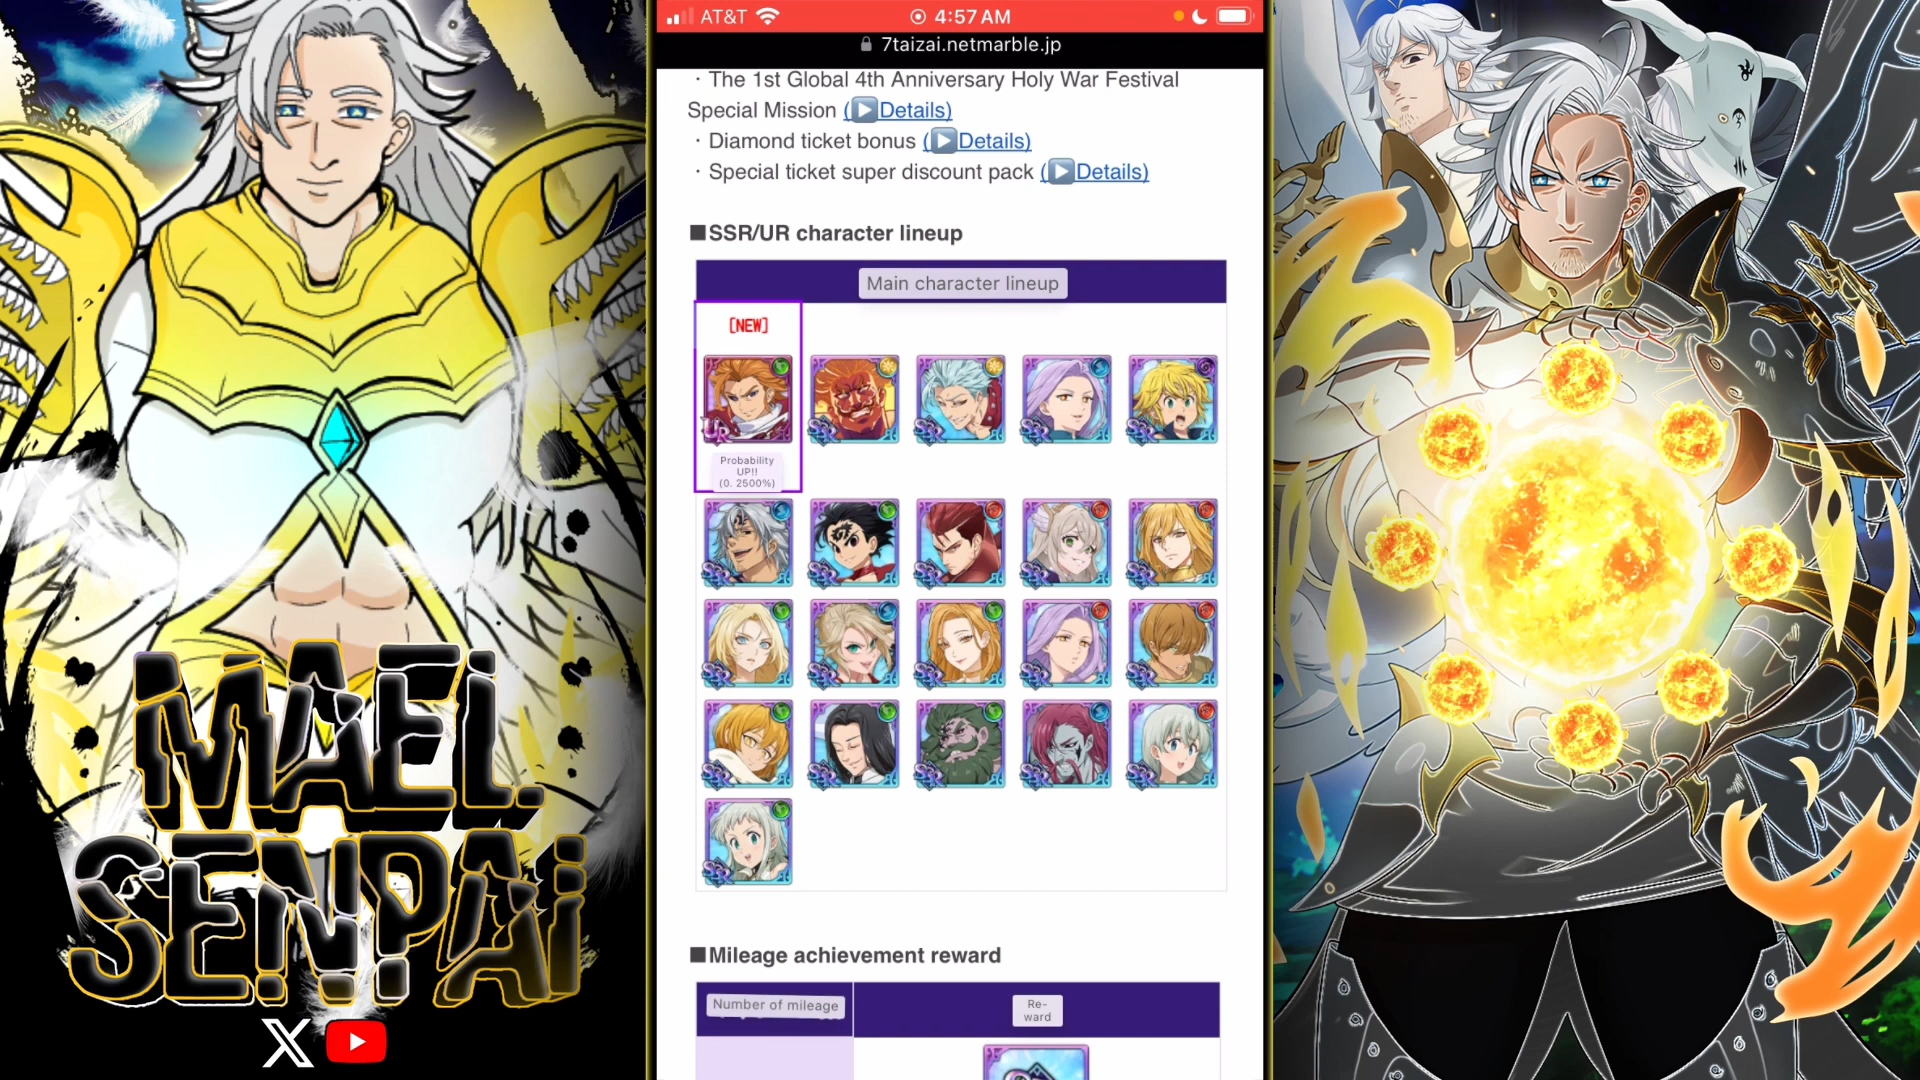 AT&T
4:57 AM
7taizai.netmarble.jp
· The 1st Global 4th Anniversary Holy War Festival
Special Mission (▶Details)
· Diamond ticket bonus (▶Details)
· Special ticket super discount pack (▶Details)
■SSR/UR character lineup
Main character lineup
[NEW]
UR
Probability
UP!!
(0. 2500%)
■Mileage achievement reward
Number of mileage
Re-
ward
MAEL
SENPAI
X